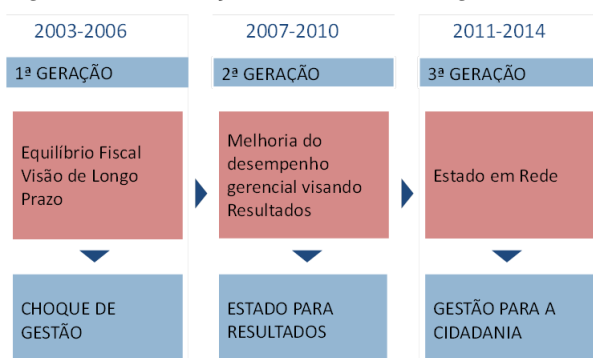 2003-2006
2007-2010
2011-2014
1ª GERAÇÃO
2ª GERAÇÃO
3ª GERAÇÃO
Equilíbrio Fiscal
Visão de Longo
Prazo
Melhoria do
desempenho
gerencial visando
Resultados
Estado em Rede
CHOQUE DE
GESTÃO
ESTADO PARA
RESULTADOS
GESTÃO PARA A
CIDADANIA